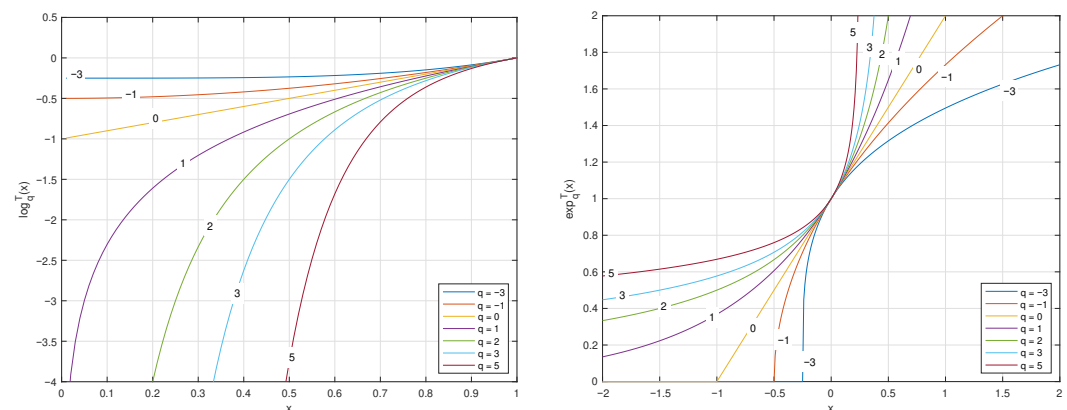 0.5
0
−0.5
−1
−1.5
−2
−2.5
−3
−3.5
−4
log_q^T(x)
−3
−1
0
1
2
3
5
q = −3
q = −1
q = 0
q = 1
q = 2
q = 3
q = 5
0 0.1 0.2 0.3 0.4 0.5 0.6 0.7 0.8 0.9 1
x
2
1.8
1.6
1.4
1.2
1
0.8
0.6
0.4
0.2
0
exp_q^T(x)
5
3
2
1
0
−1
−3
5
3
2
1
0
−1
−3
q = −3
q = −1
q = 0
q = 1
q = 2
q = 3
q = 5
−2 −1.5 −1 −0.5 0 0.5 1 1.5 2
x